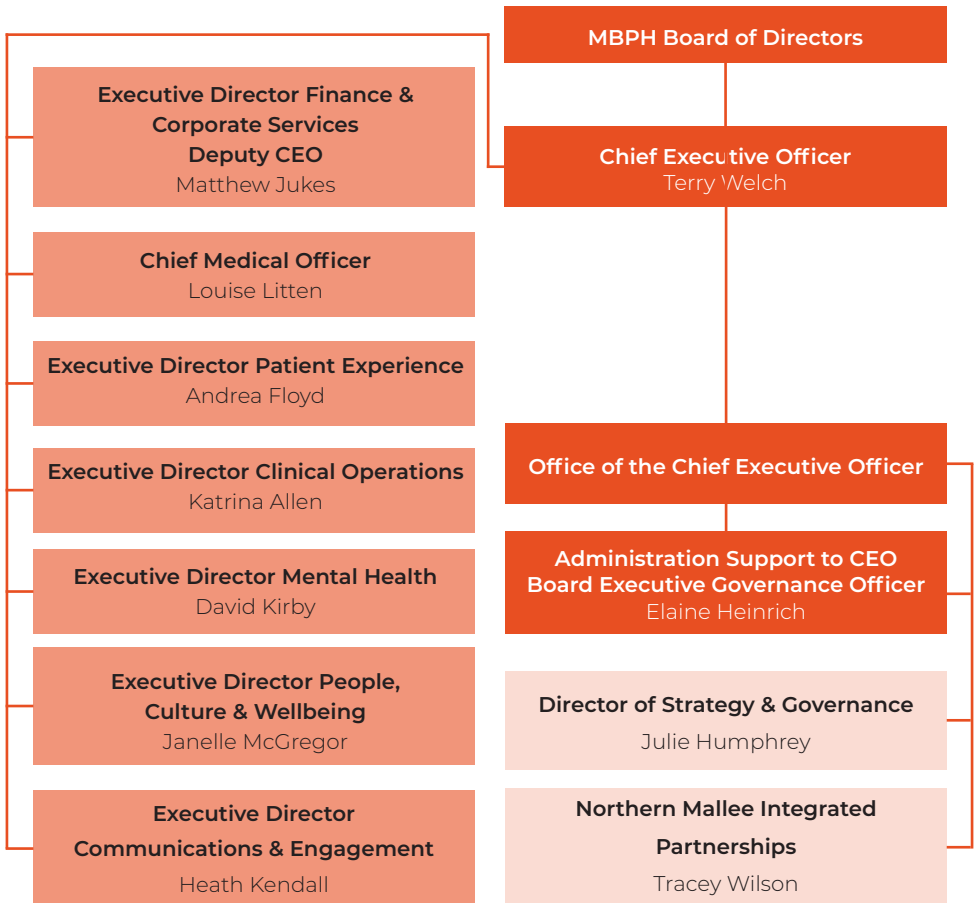 MBPH Board of Directors
Chief Executive Officer
Terry Welch
Executive Director Finance &
Corporate Services
Deputy CEO
Matthew Jukes
Chief Medical Officer
Louise Litten
Executive Director Patient Experience
Andrea Floyd
Executive Director Clinical Operations
Katrina Allen
Executive Director Mental Health
David Kirby
Executive Director People,
Culture & Wellbeing
Janelle McGregor
Executive Director
Communications & Engagement
Heath Kendall
Office of the Chief Executive Officer
Administration Support to CEO
Board Executive Governance Officer
Elaine Heinrich
Director of Strategy & Governance
Julie Humphrey
Northern Mallee Integrated
Partnerships
Tracey Wilson